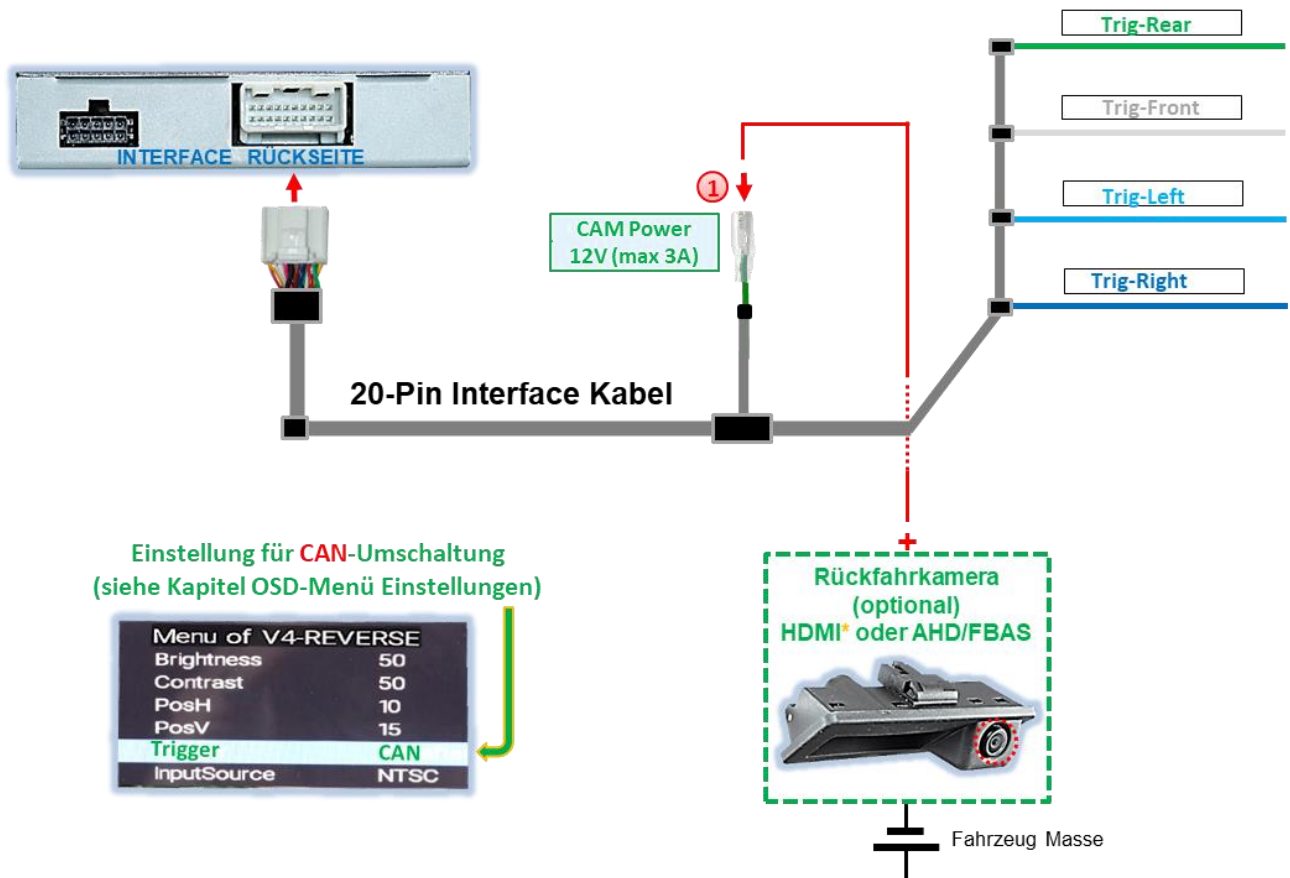 Trig-Rear
Trig-Front
Trig-Left
Trig-Right
INTERFACE RÜCKSEITE
1
CAM Power
12V (max 3A)
20-Pin Interface Kabel
Einstellung für CAN-Umschaltung
(siehe Kapitel OSD-Menü Einstellungen)
Menu of V4-REVERSE
Brightness 50
Contrast 50
PosH 10
PosV 15
Trigger CAN
InputSource NTSC
+
Rückfahrkamera
(optional)
HDMI* oder AHD/FBAS
Fahrzeug Masse